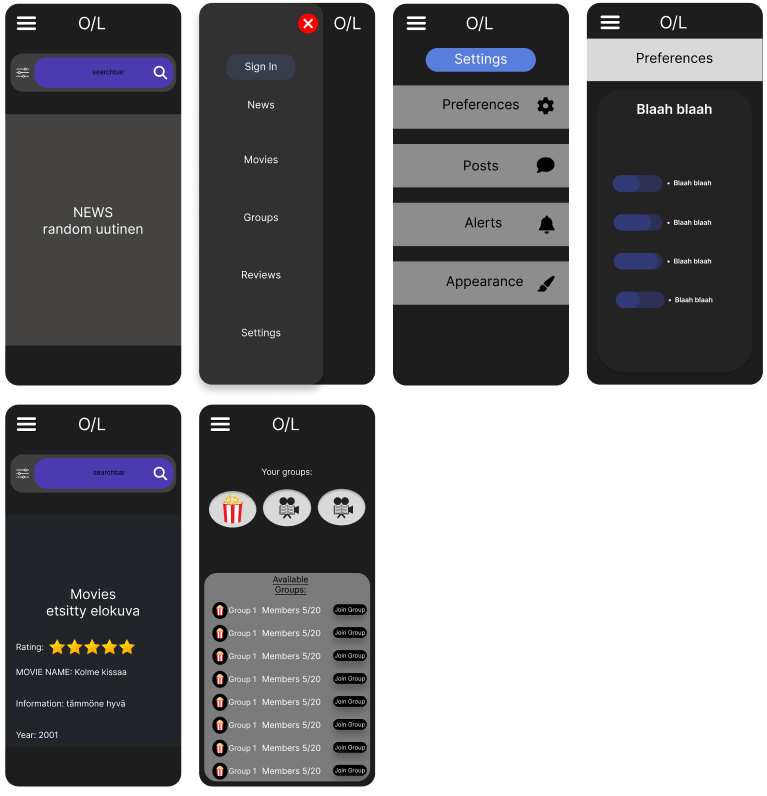 O/L
searchbar
NEWS
random uutinen
O/L
Sign In
News
Movies
Groups
Reviews
Settings
O/L
Settings
Preferences
Posts
Alerts
Appearance
O/L
Preferences
Blaah blaah
• Blaah blaah
• Blaah blaah
• Blaah blaah
• Blaah blaah
O/L
searchbar
Movies
etsitty elokuva
Rating:
MOVIE NAME: Kolme kissaa
Information: tämmöne hyvä
Year: 2001
O/L
Your groups:
Available
Groups:
Group 1 Members 5/20 Join Group
Group 1 Members 5/20 Join Group
Group 1 Members 5/20 Join Group
Group 1 Members 5/20 Join Group
Group 1 Members 5/20 Join Group
Group 1 Members 5/20 Join Group
Group 1 Members 5/20 Join Group
Group 1 Members 5/20 Join Group